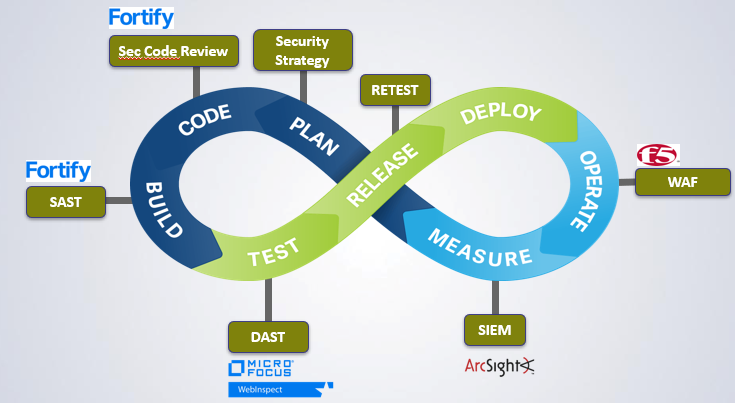 Fortify
Sec Code Review
Security
Strategy
RETEST
CODE
PLAN
DEPLOY
RELEASE
Fortify
SAST
BUILD
OPERATE
f5
WAF
TEST
MEASURE
DAST
MICRO
FOCUS
WebInspect
SIEM
ArcSight